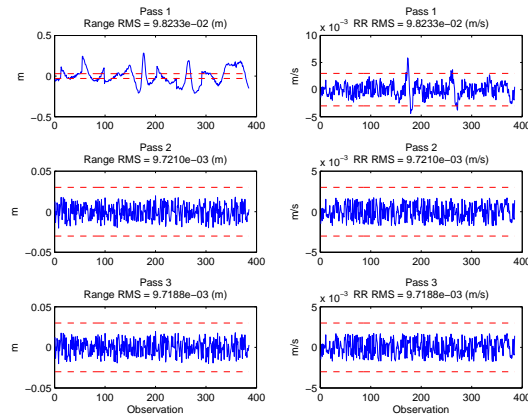 Pass 1
Range RMS = 9.8233e-02 (m)
0.5
0
-0.5
m
0 100 200 300 400
Pass 1
x 10-3 RR RMS = 9.8233e-02 (m/s)
5
0
-5
m/s
0 100 200 300 400
Pass 2
Range RMS = 9.7210e-03 (m)
0.05
0
-0.05
m
0 100 200 300 400
Pass 2
x 10-3 RR RMS = 9.7210e-03 (m/s)
5
0
-5
m/s
0 100 200 300 400
Pass 3
Range RMS = 9.7188e-03 (m)
0.05
0
-0.05
m
0 100 200 300 400
Observation
Pass 3
x 10-3 RR RMS = 9.7188e-03 (m/s)
5
0
-5
m/s
0 100 200 300 400
Observation